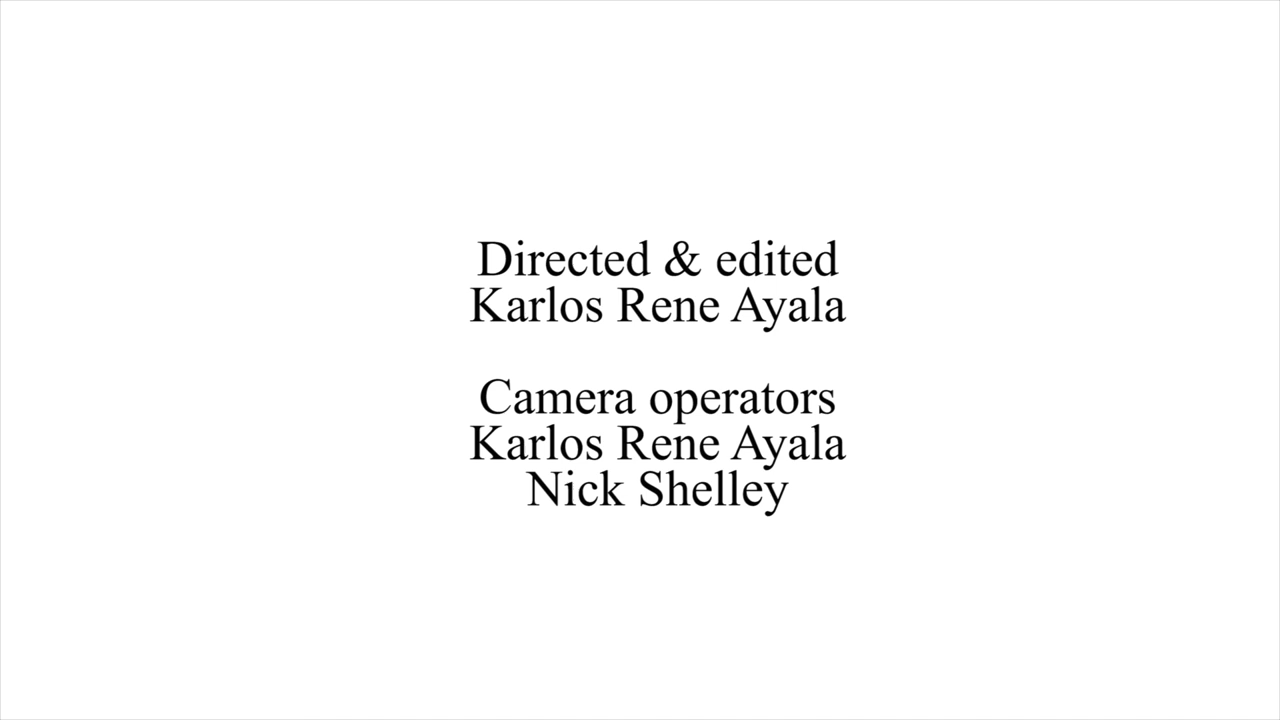 Directed & edited
Karlos Rene Ayala
Camera operators
Karlos Rene Ayala
Nick Shelley